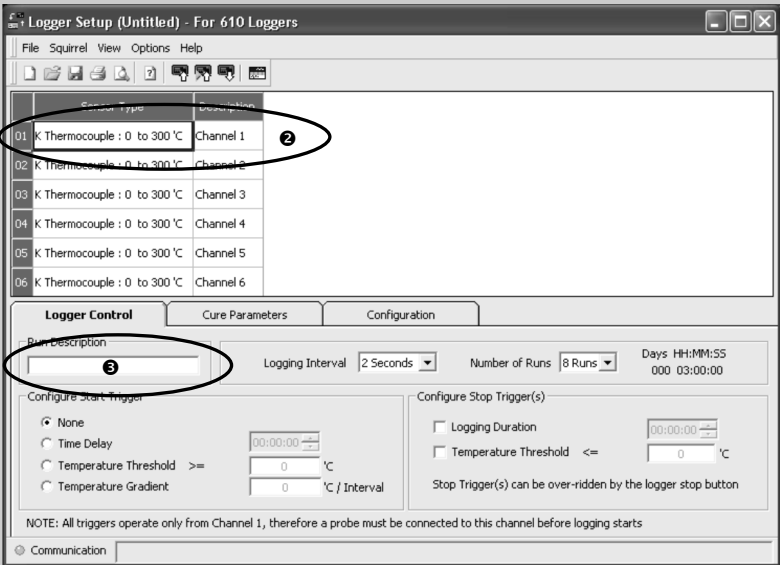 Logger Setup (Untitled) - For 610 Loggers
File Squirrel View Options Help
Sensor Type Description
01 K Thermocouple : 0 to 300 'C Channel 1 ❷
02 K Thermocouple : 0 to 300 'C Channel 2
03 K Thermocouple : 0 to 300 'C Channel 3
04 K Thermocouple : 0 to 300 'C Channel 4
05 K Thermocouple : 0 to 300 'C Channel 5
06 K Thermocouple : 0 to 300 'C Channel 6
Logger Control Cure Parameters Configuration
Run Description
❸
Logging Interval 2 Seconds Number of Runs 8 Runs Days HH:MM:SS
000 03:00:00
Configure Start Trigger
None
Time Delay 00:00:00
Temperature Threshold >= 0 'C
Temperature Gradient 0 'C / Interval
Configure Stop Trigger(s)
Logging Duration 00:00:00
Temperature Threshold <= 0 'C
Stop Trigger(s) can be over-ridden by the logger stop button
NOTE: All triggers operate only from Channel 1, therefore a probe must be connected to this channel before logging starts
Communication